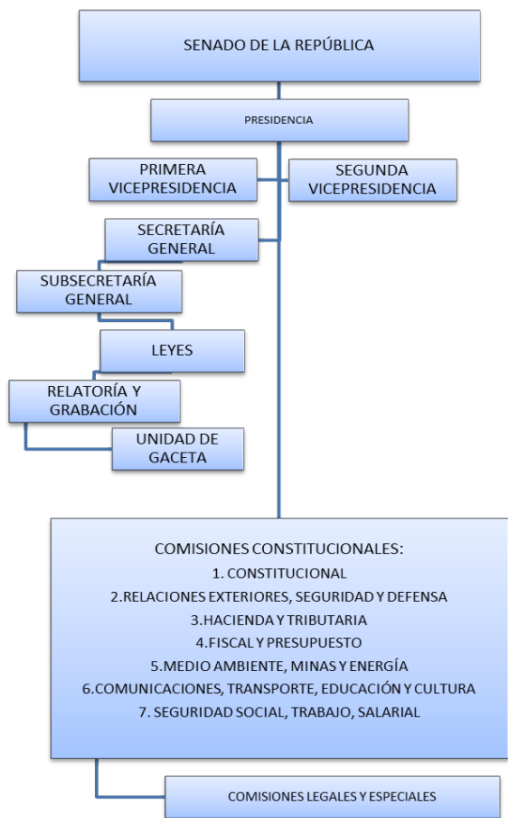 SENADO DE LA REPÚBLICA
PRESIDENCIA
PRIMERA
VICEPRESIDENCIA
SEGUNDA
VICEPRESIDENCIA
SECRETARÍA
GENERAL
SUBSECRETARÍA
GENERAL
LEYES
RELATORÍA Y
GRABACIÓN
UNIDAD DE
GACETA
COMISIONES CONSTITUCIONALES:
1. CONSTITUCIONAL
2.RELACIONES EXTERIORES, SEGURIDAD Y DEFENSA
3.HACIENDA Y TRIBUTARIA
4.FISCAL Y PRESUPUESTO
5.MEDIO AMBIENTE, MINAS Y ENERGÍA
6.COMUNICACIONES, TRANSPORTE, EDUCACIÓN Y CULTURA
7. SEGURIDAD SOCIAL, TRABAJO, SALARIAL
COMISIONES LEGALES Y ESPECIALES